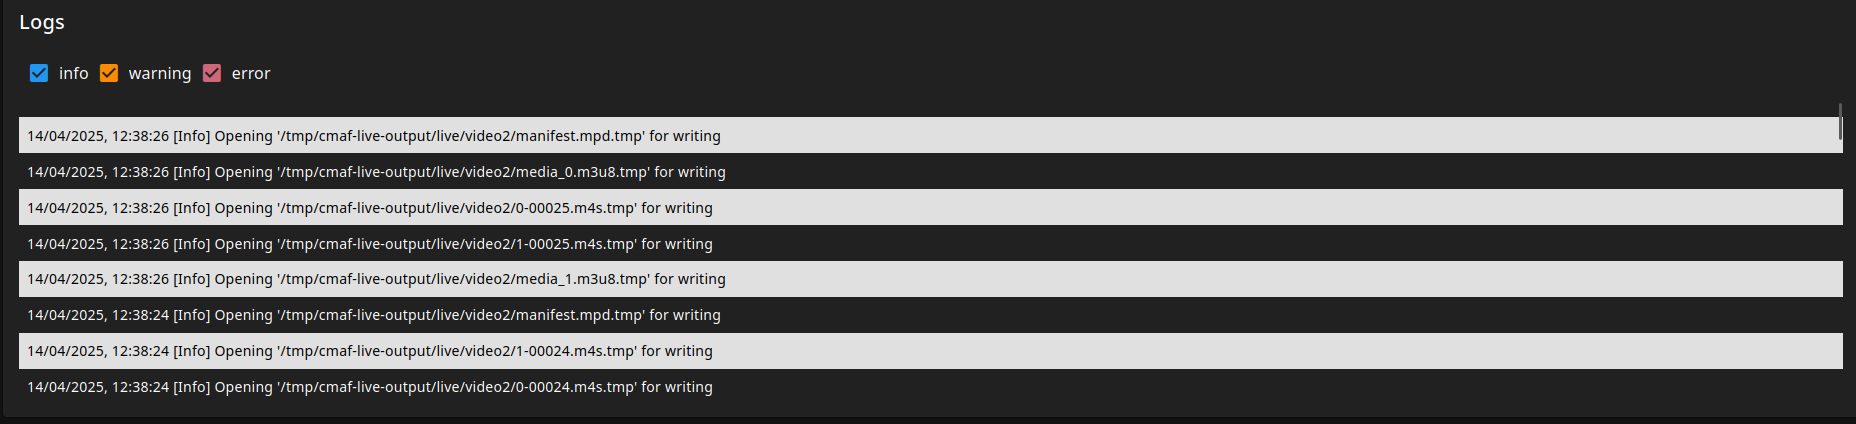 Logs
info warning error
14/04/2025, 12:38:26 [Info] Opening '/tmp/cmaf-live-output/live/video2/manifest.mpd.tmp' for writing
14/04/2025, 12:38:26 [Info] Opening '/tmp/cmaf-live-output/live/video2/media_0.m3u8.tmp' for writing
14/04/2025, 12:38:26 [Info] Opening '/tmp/cmaf-live-output/live/video2/0-00025.m4s.tmp' for writing
14/04/2025, 12:38:26 [Info] Opening '/tmp/cmaf-live-output/live/video2/1-00025.m4s.tmp' for writing
14/04/2025, 12:38:26 [Info] Opening '/tmp/cmaf-live-output/live/video2/media_1.m3u8.tmp' for writing
14/04/2025, 12:38:24 [Info] Opening '/tmp/cmaf-live-output/live/video2/manifest.mpd.tmp' for writing
14/04/2025, 12:38:24 [Info] Opening '/tmp/cmaf-live-output/live/video2/1-00024.m4s.tmp' for writing
14/04/2025, 12:38:24 [Info] Opening '/tmp/cmaf-live-output/live/video2/0-00024.m4s.tmp' for writing